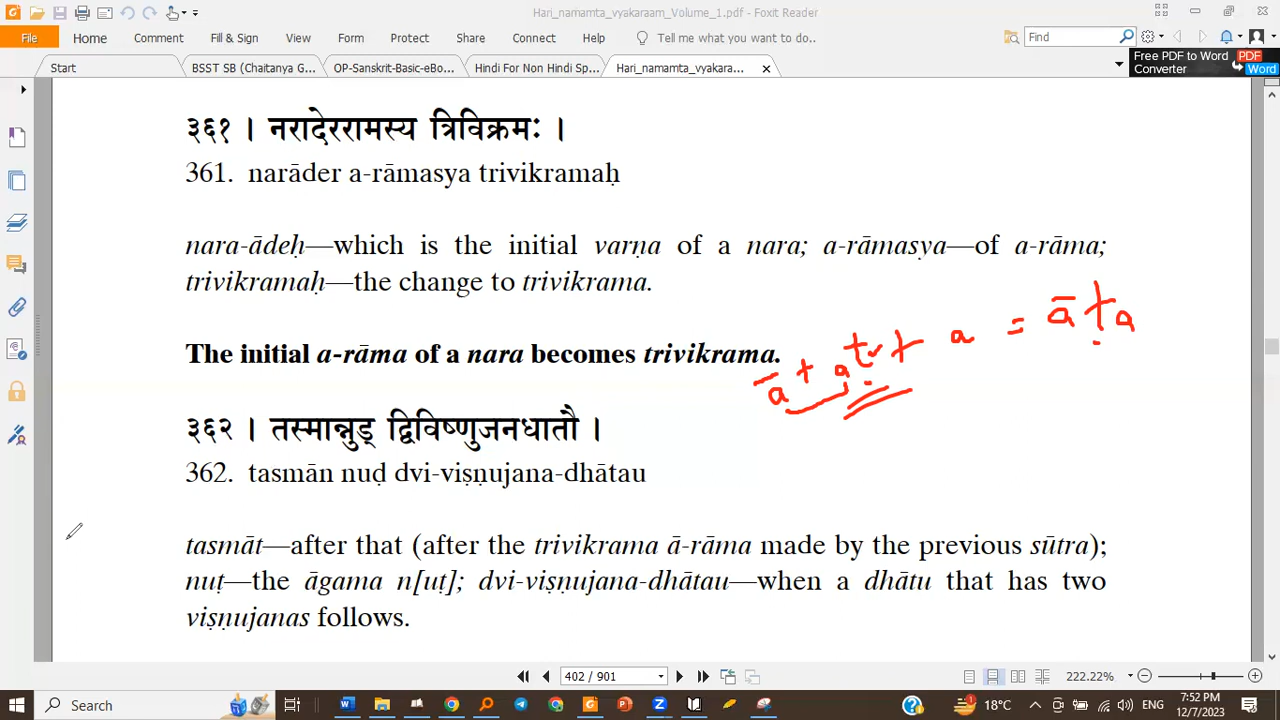 Hari_namamta_vyakaraam_Volume_1.pdf - Foxit Reader
File Home Comment Fill & Sign View Form Protect Share Connect Help Tell me what you want to do.. Find
Start BSST SB (Chaitanya G... OP-Sanskrit-Basic-e8o... Hindi For Non Hindi Sp... Hari_namamta_vyakara...
Free PDF to Word Converter PDF Word
३६१ । नरादेररामस्य त्रिविक्रमः ।
361. narāder a-rāmasya trivikramaḥ
nara-ādeḥ—which is the initial varṇa of a nara; a-rāmasya—of a-rāma;
trivikramaḥ—the change to trivikrama.
The initial a-rāma of a nara becomes trivikrama.
ā + aṭ + a = āṭa
३६२ । तस्मान्नुड् द्विविष्णुजनधातौ ।
362. tasmān nuḍ dvi-viṣṇujana-dhātau
tasmāt—after that (after the trivikrama ā-rāma made by the previous sūtra);
nuṭ—the āgama n[uṭ]; dvi-viṣṇujana-dhātau—when a dhātu that has two
viṣṇujanas follows.
402 / 901 222.22%
Search 18°C ENG 7:52 PM
12/7/2023